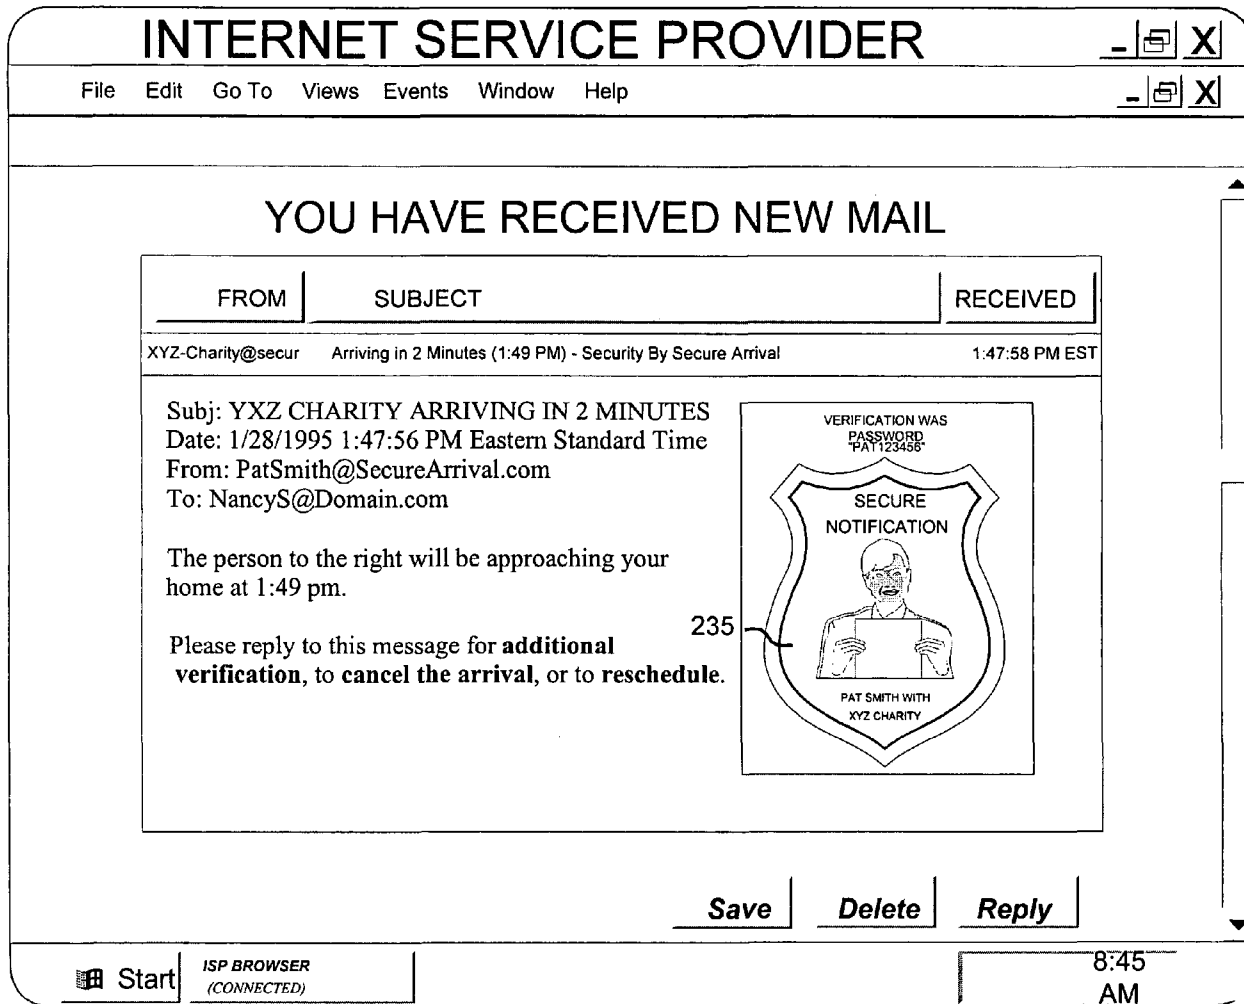 INTERNET SERVICE PROVIDER
File Edit Go To Views Events Window Help
YOU HAVE RECEIVED NEW MAIL
FROM SUBJECT RECEIVED
XYZ-Charity@secur Arriving in 2 Minutes (1:49 PM) - Security By Secure Arrival 1:47:58 PM EST
Subj: YXZ CHARITY ARRIVING IN 2 MINUTES
Date: 1/28/1995 1:47:56 PM Eastern Standard Time
From: PatSmith@SecureArrival.com
To: NancyS@Domain.com
The person to the right will be approaching your
home at 1:49 pm.
Please reply to this message for additional
verification, to cancel the arrival, or to reschedule.
VERIFICATION WAS
PASSWORD
"PAT123456"
SECURE
NOTIFICATION
235
PAT SMITH WITH
XYZ CHARITY
Save Delete Reply
Start
ISP BROWSER
(CONNECTED)
8:45
AM